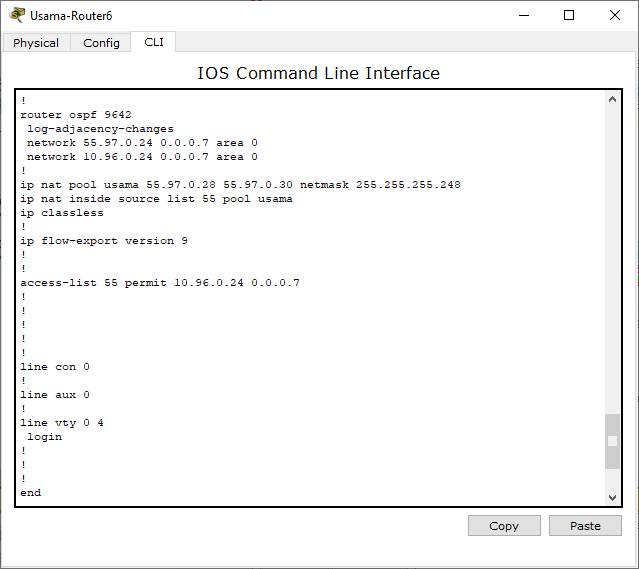 Usama-Router6
Physical Config CLI
IOS Command Line Interface
!
router ospf 9642
 log-adjacency-changes
 network 55.97.0.24 0.0.0.7 area 0
 network 10.96.0.24 0.0.0.7 area 0
!
ip nat pool usama 55.97.0.28 55.97.0.30 netmask 255.255.255.248
ip nat inside source list 55 pool usama
ip classless
!
ip flow-export version 9
!
!
access-list 55 permit 10.96.0.24 0.0.0.7
!
!
!
!
!
line con 0
!
line aux 0
!
line vty 0 4
 login
!
!
!
end
Copy Paste